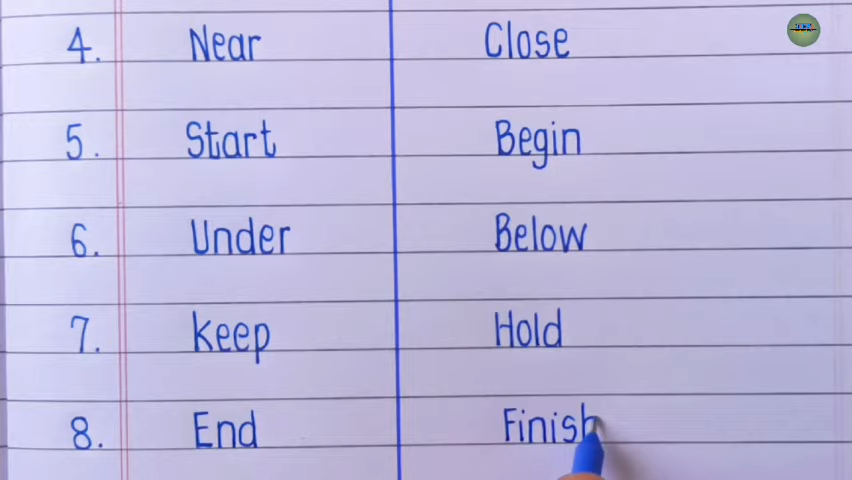 4. Near Close
5. Start Begin
6. Under Below
7. keep Hold
8. End Finish